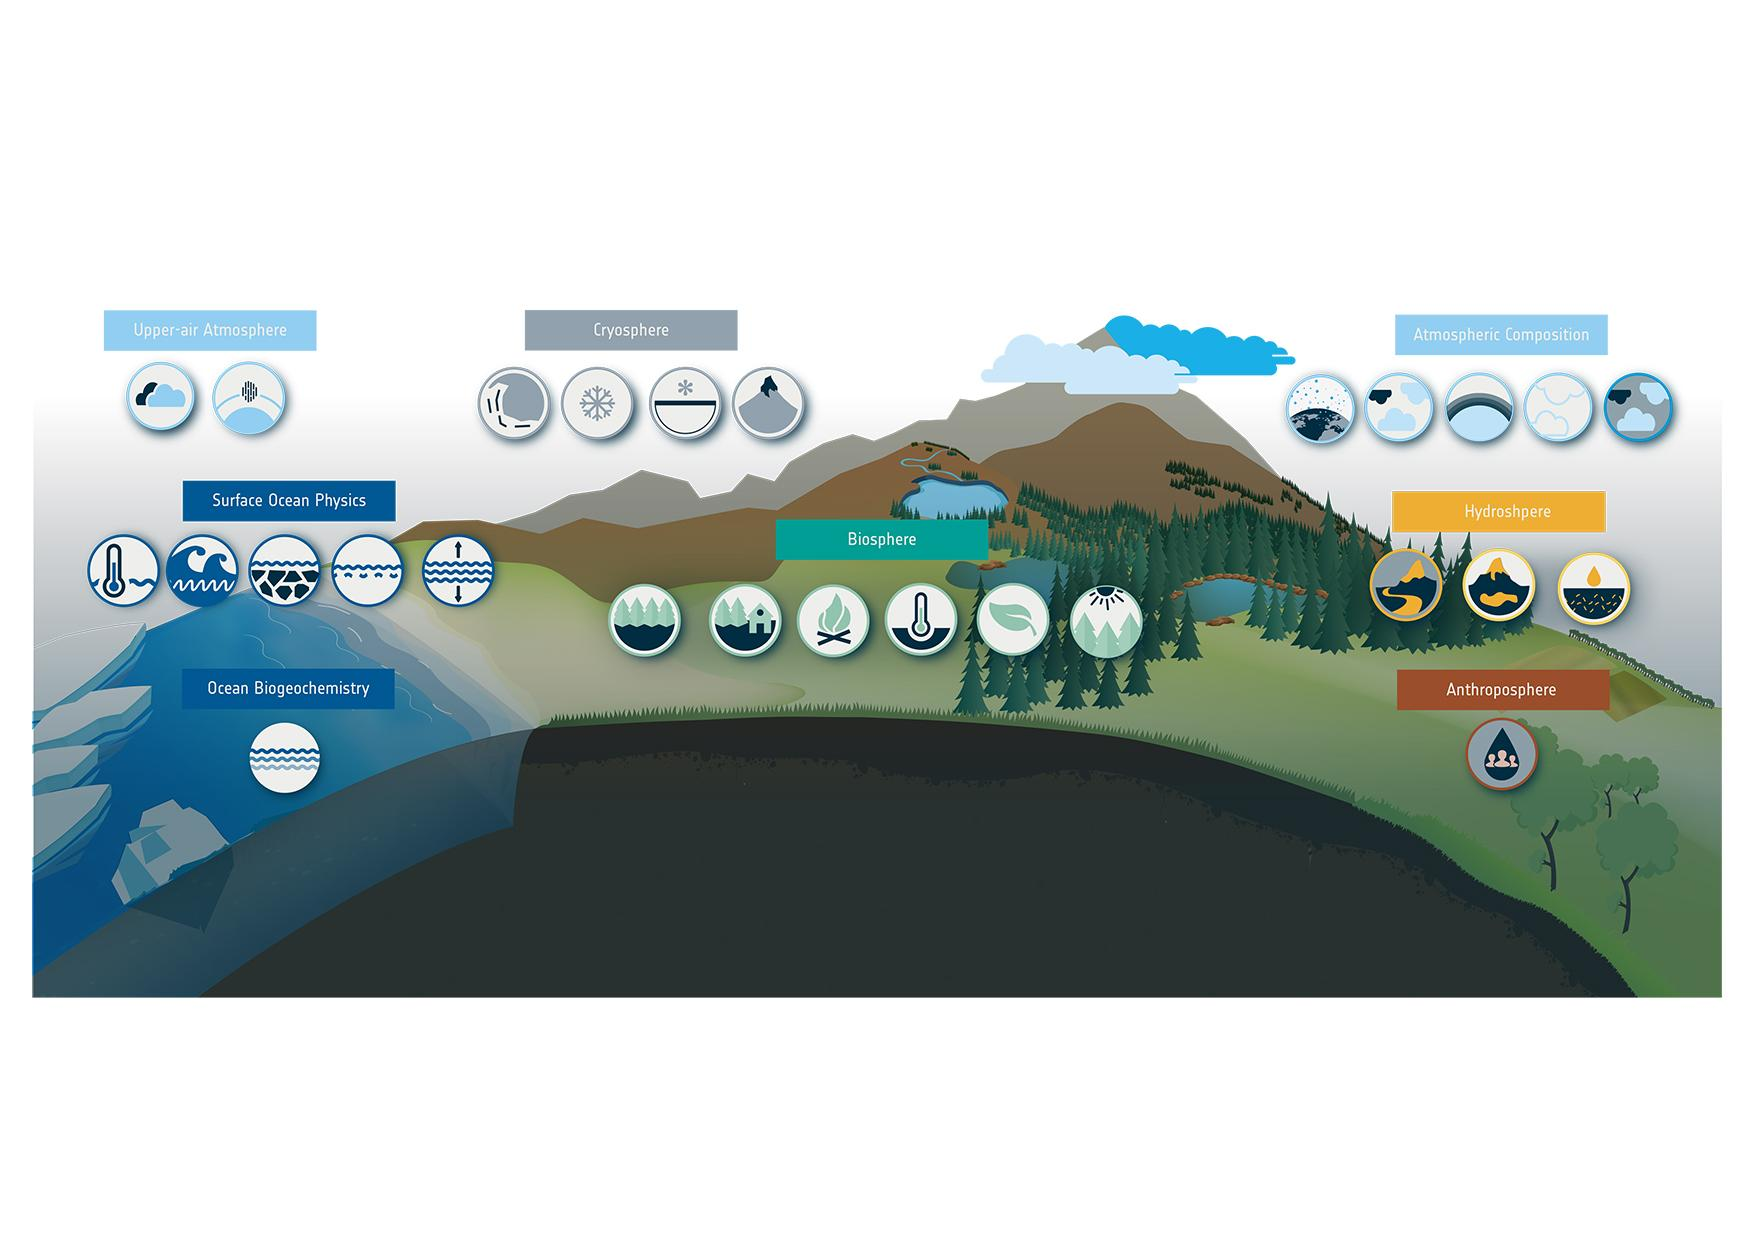 Upper-air Atmosphere
Cryosphere
Atmospheric Composition
Surface Ocean Physics
Hydroshpere
Biosphere
Ocean Biogeochemistry
Anthroposphere